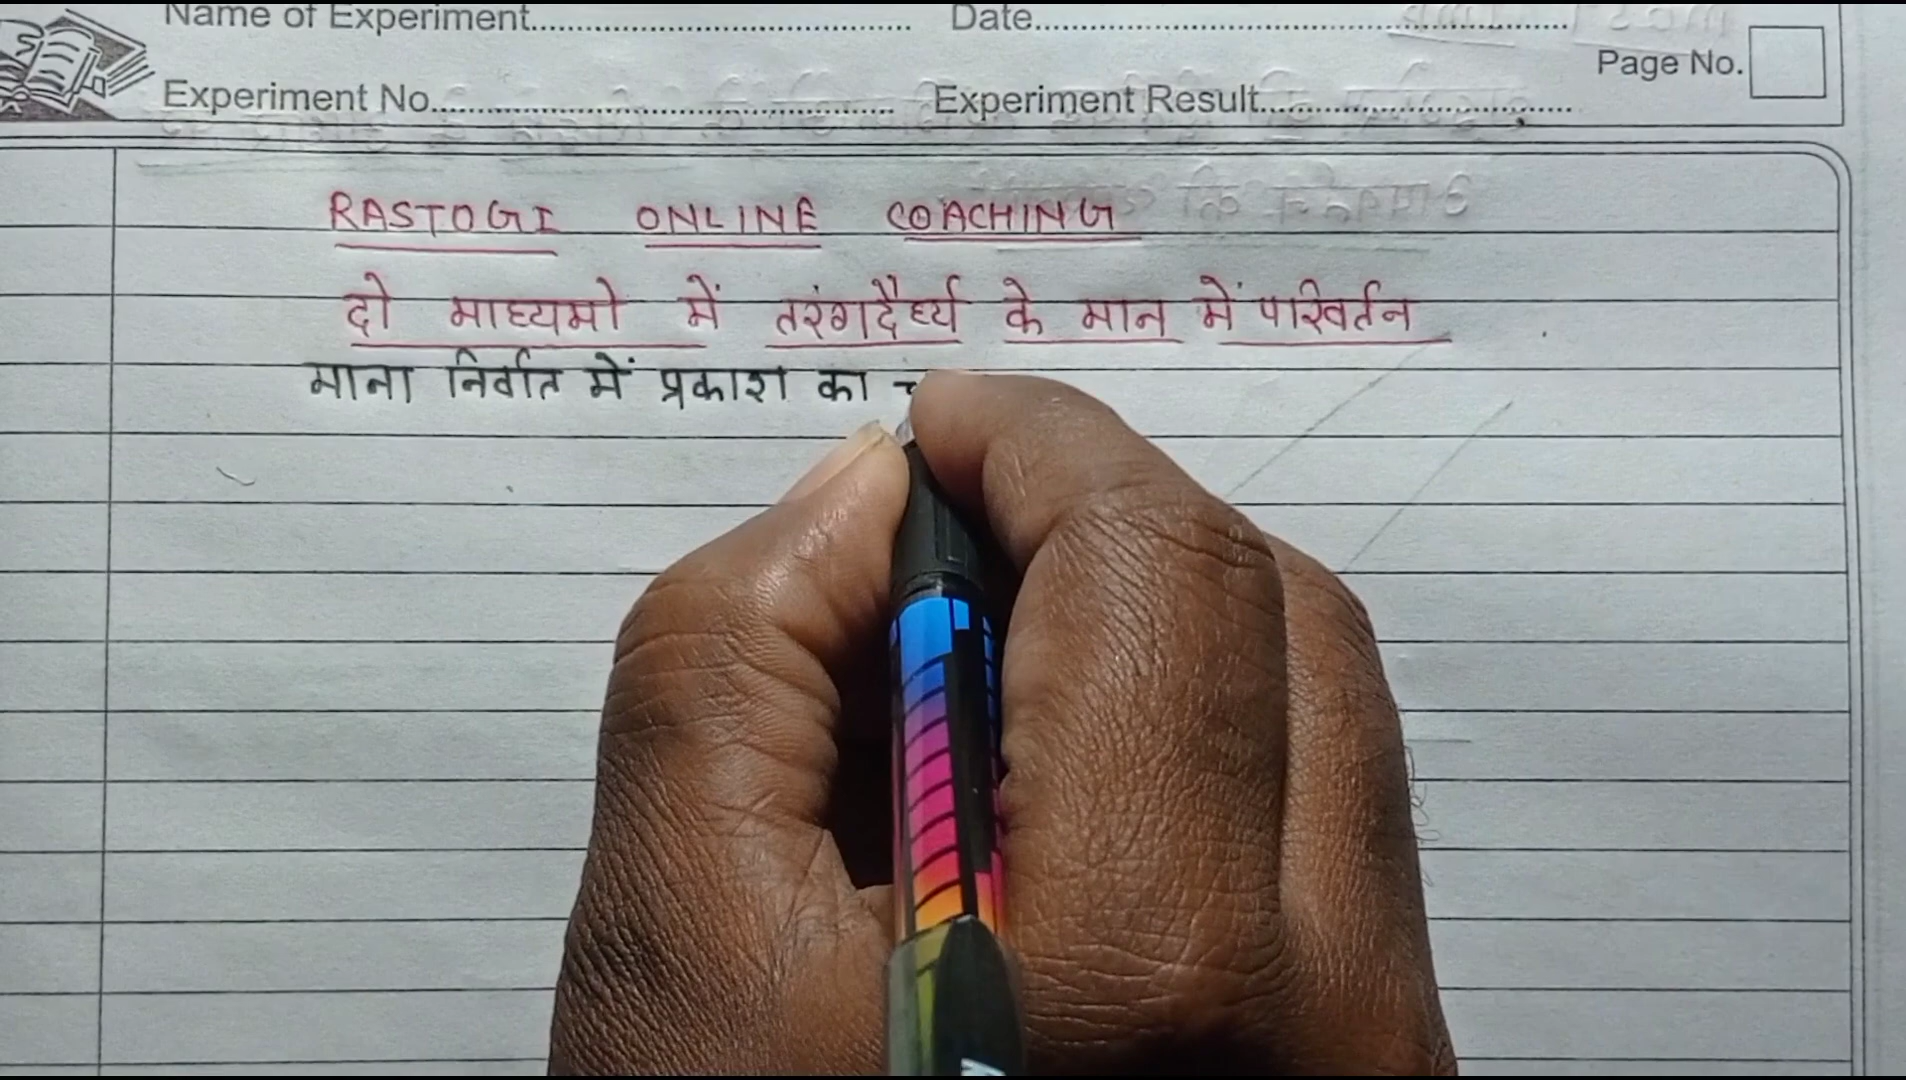 Name of Experiment........................................ Date........................................................
Page No.
Experiment No.................................................. Experiment Result..................................
RASTOGI ONLINE COACHING
दो माध्यमो में तरंगदैर्ध्य के मान में परिवर्तन
माना निर्वात में प्रकाश का